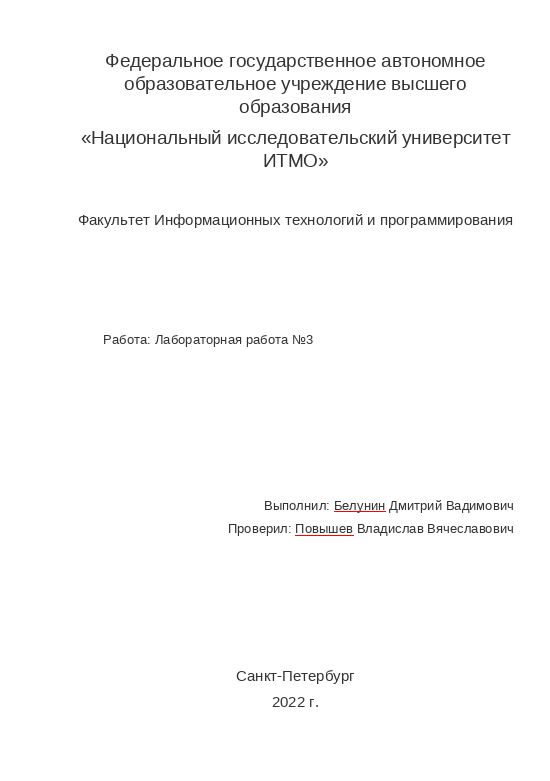 Федеральное государственное автономное
образовательное учреждение высшего
образования
«Национальный исследовательский университет
ИТМО»
Факультет Информационных технологий и программирования
Работа: Лабораторная работа №3
Выполнил: Белунин Дмитрий Вадимович
Проверил: Повышев Владислав Вячеславович
Санкт-Петербург
2022 г.